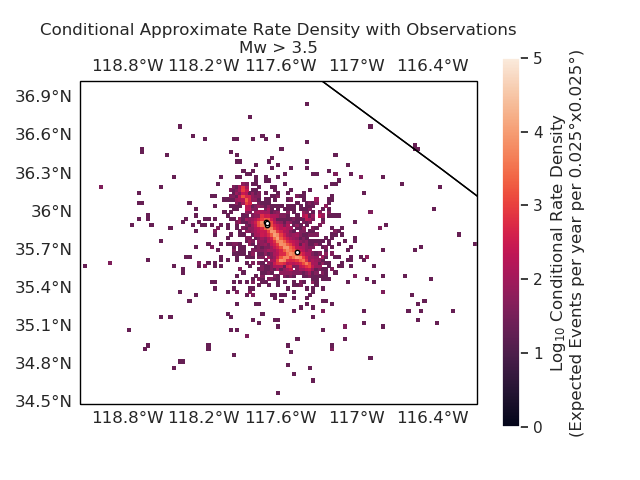 Conditional Approximate Rate Density with Observations
Mw > 3.5
118.8°W 118.2°W 117.6°W 117°W 116.4°W
36.9°N
36.6°N
36.3°N
36°N
35.7°N
35.4°N
35.1°N
34.8°N
34.5°N
118.8°W 118.2°W 117.6°W 117°W 116.4°W
5
4
3
2
1
0
Log₁₀ Conditional Rate Density
(Expected Events per year per 0.025°x0.025°)